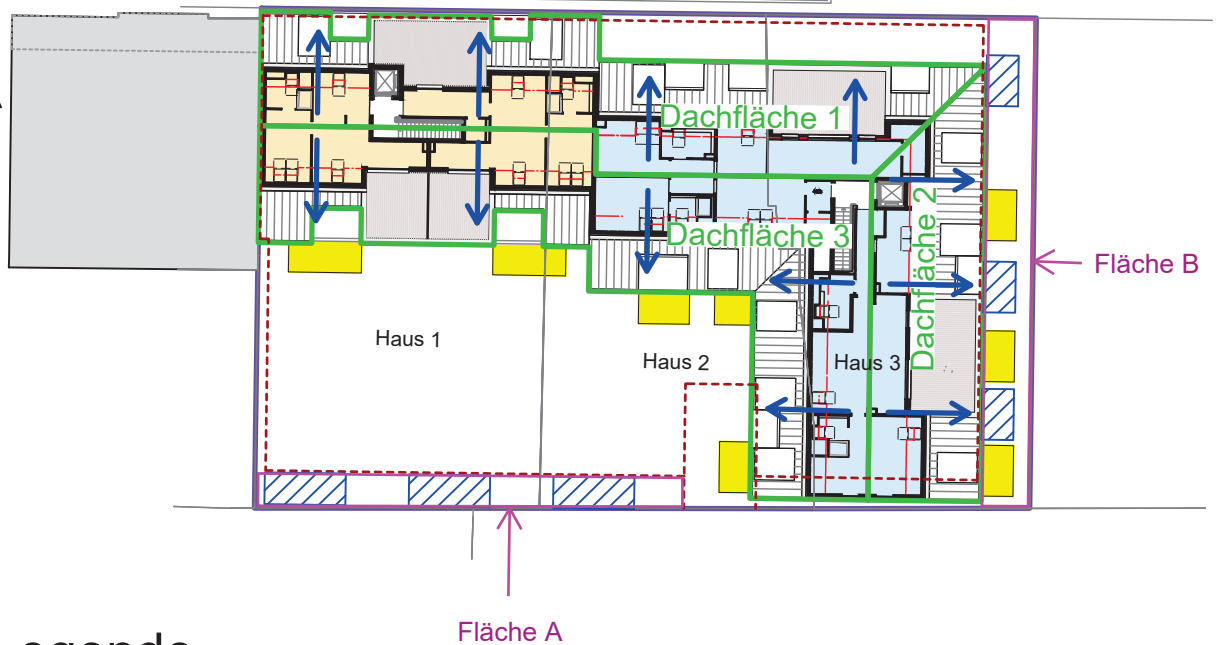 Dachfläche 1
Dachfläche 2
Dachfläche 3
Fläche B
Haus 1
Haus 2
Haus 3
Fläche A